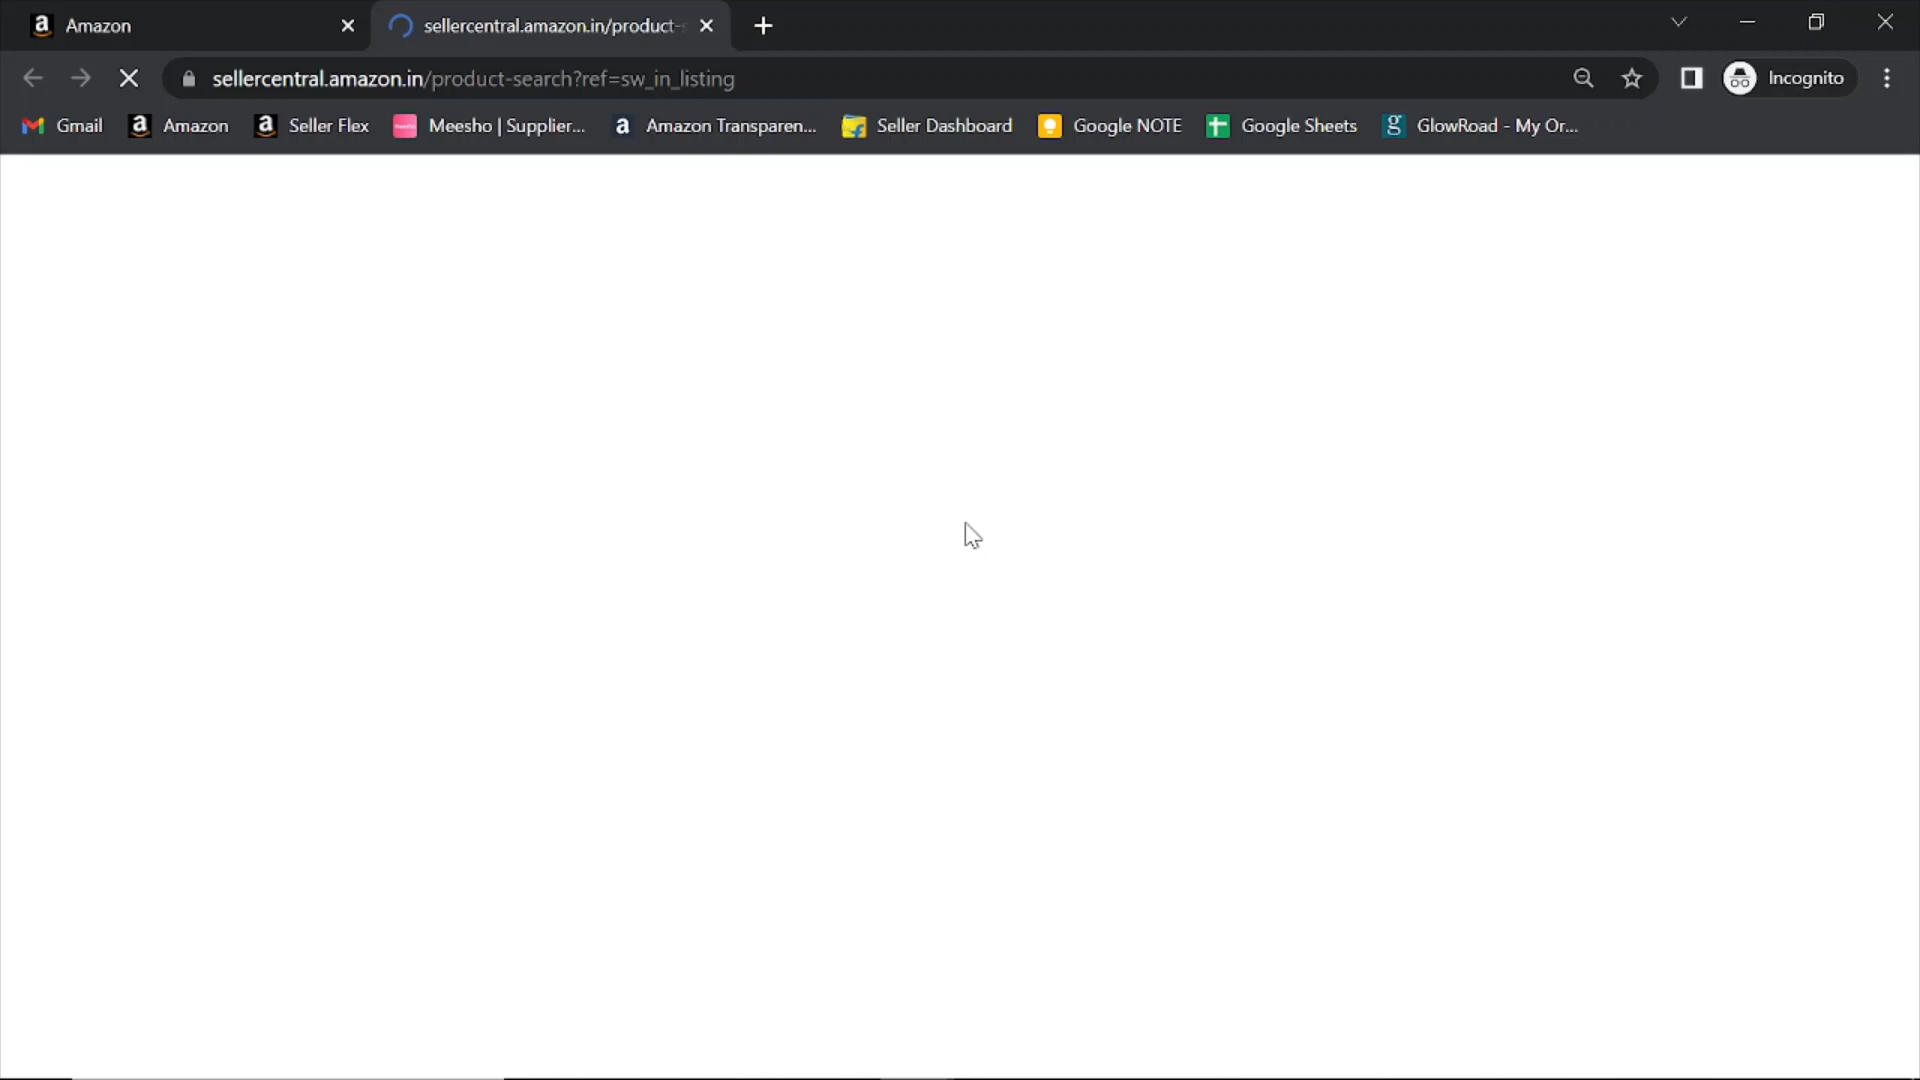 Amazon
sellercentral.amazon.in/product-
sellercentral.amazon.in/product-search?ref=sw_in_listing
Incognito
Gmail
Amazon
Seller Flex
Meesho | Supplier...
Amazon Transparen...
Seller Dashboard
Google NOTE
Google Sheets
GlowRoad - My Or...